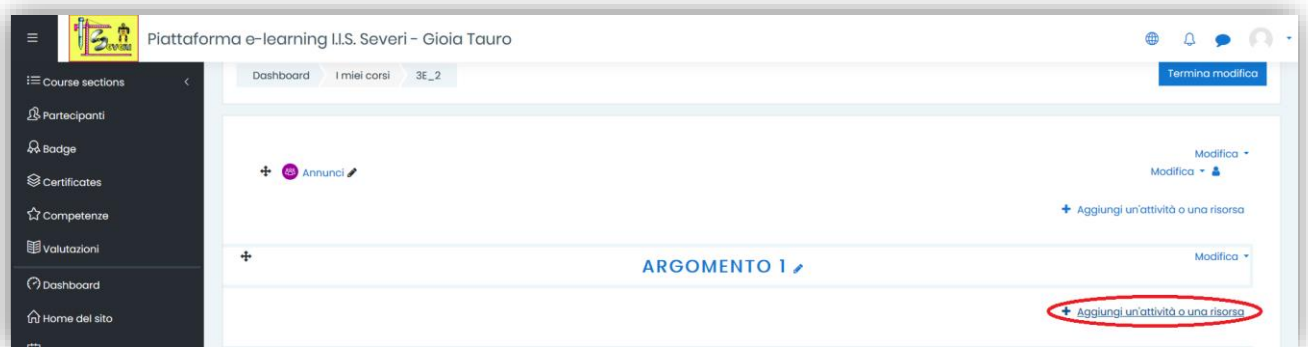 Severi
Piattaforma e-learning I.I.S. Severi - Gioia Tauro
Course sections
Dashboard I miei corsi 3E_2
Termina modifica
Partecipanti
Badge
Modifica
Annunci
Modifica
Certificates
Competenze
+ Aggiungi un'attività o una risorsa
Valutazioni
ARGOMENTO 1
Modifica
Dashboard
Home del sito
+ Aggiungi un'attività o una risorsa